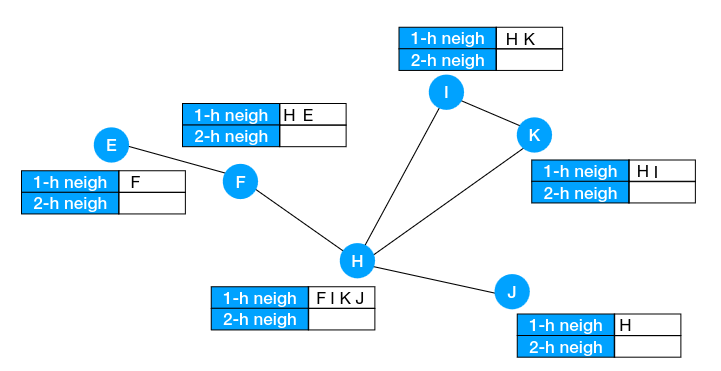 1-h neigh H K
2-h neigh
I
1-h neigh H E
2-h neigh
E
K
1-h neigh F
2-h neigh
F
1-h neigh H I
2-h neigh
H
1-h neigh F I K J
2-h neigh
J
1-h neigh H
2-h neigh